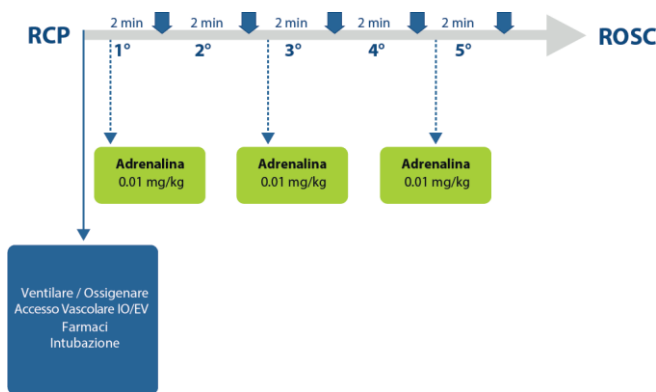 2 min 2 min 2 min 2 min 2 min
RCP ROSC
1° 2° 3° 4° 5°
Adrenalina Adrenalina Adrenalina
0.01 mg/kg 0.01 mg/kg 0.01 mg/kg
Ventilare / Ossigenare
Accesso Vascolare IO/EV
Farmaci
Intubazione